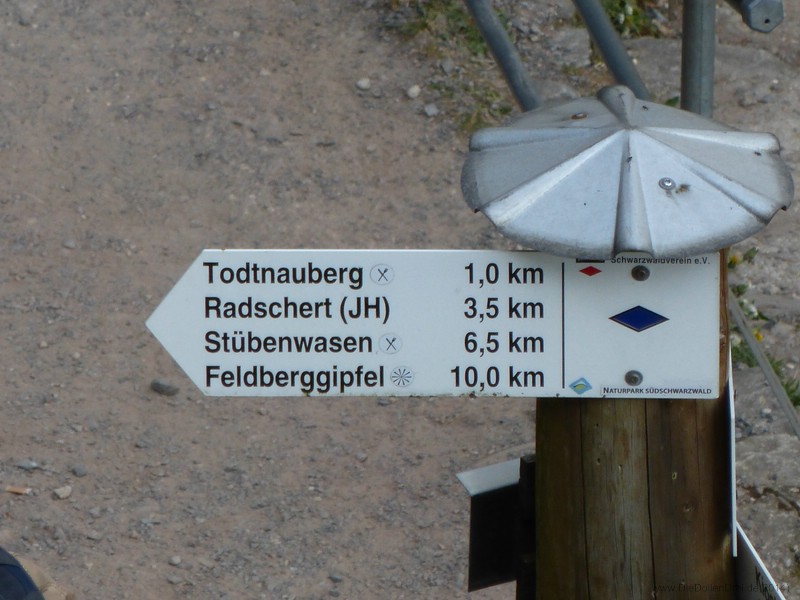 Schwarzwaldverein e.V.
Todtnauberg 1,0 km
Radschert (JH) 3,5 km
Stübenwasen 6,5 km
Feldberggipfel 10,0 km
NATURPARK SÜDSCHWARZWALD